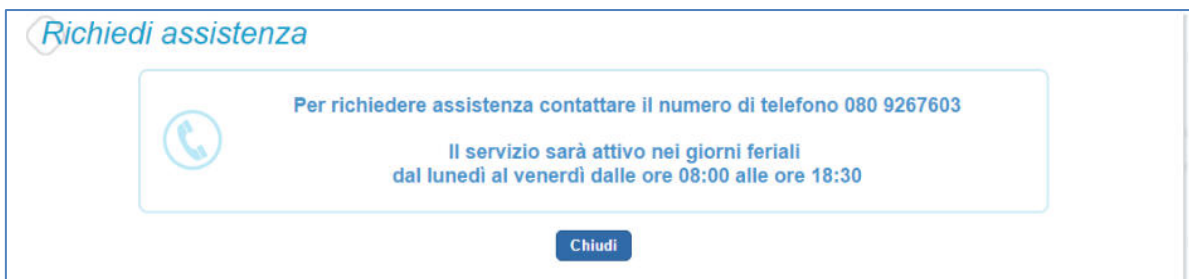 Richiedi assistenza
Per richiedere assistenza contattare il numero di telefono 080 9267603
Il servizio sarà attivo nei giorni feriali
dal lunedì al venerdì dalle ore 08:00 alle ore 18:30
Chiudi